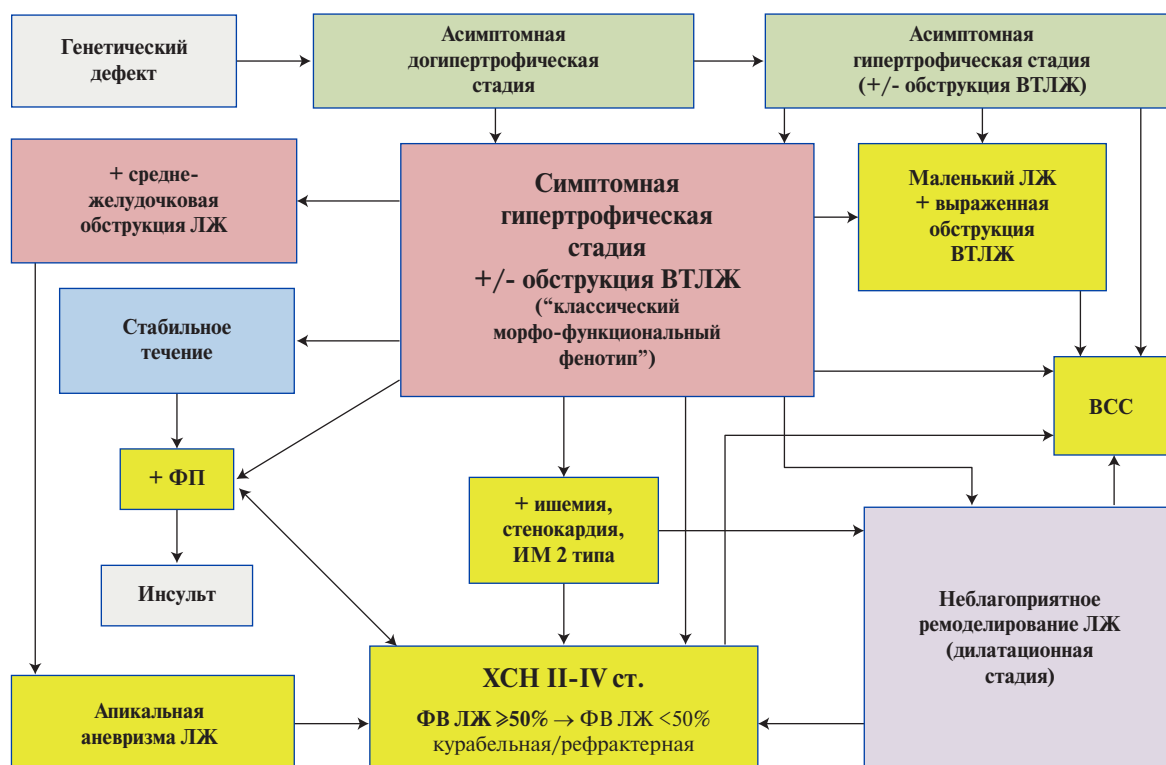 Генетический
дефект
Асимптомная
догипертрофическая
стадия
Асимптомная
гипертрофическая стадия
(+/- обструкция ВТЛЖ)
+ средне-
желудочковая
обструкция ЛЖ
Симптомная
гипертрофическая
стадия
+/- обструкция ВТЛЖ
(“классический
морфо-функциональный
фенотип”)
Маленький ЛЖ
+ выраженная
обструкция
ВТЛЖ
Стабильное
течение
ВСС
+ ФП
+ ишемия,
стенокардия,
ИМ 2 типа
Инсульт
Неблагоприятное
ремоделирование ЛЖ
(дилатационная
стадия)
Апикальная
аневризма ЛЖ
ХСН II-IV ст.
ФВ ЛЖ ⩾50% → ФВ ЛЖ <50%
курабельная/рефрактерная